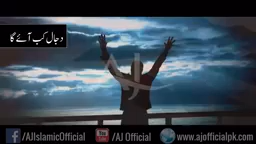 دجال کب آئے گا
/AJIslamicOfficial
/AJ Official
www.ajofficialpk.com